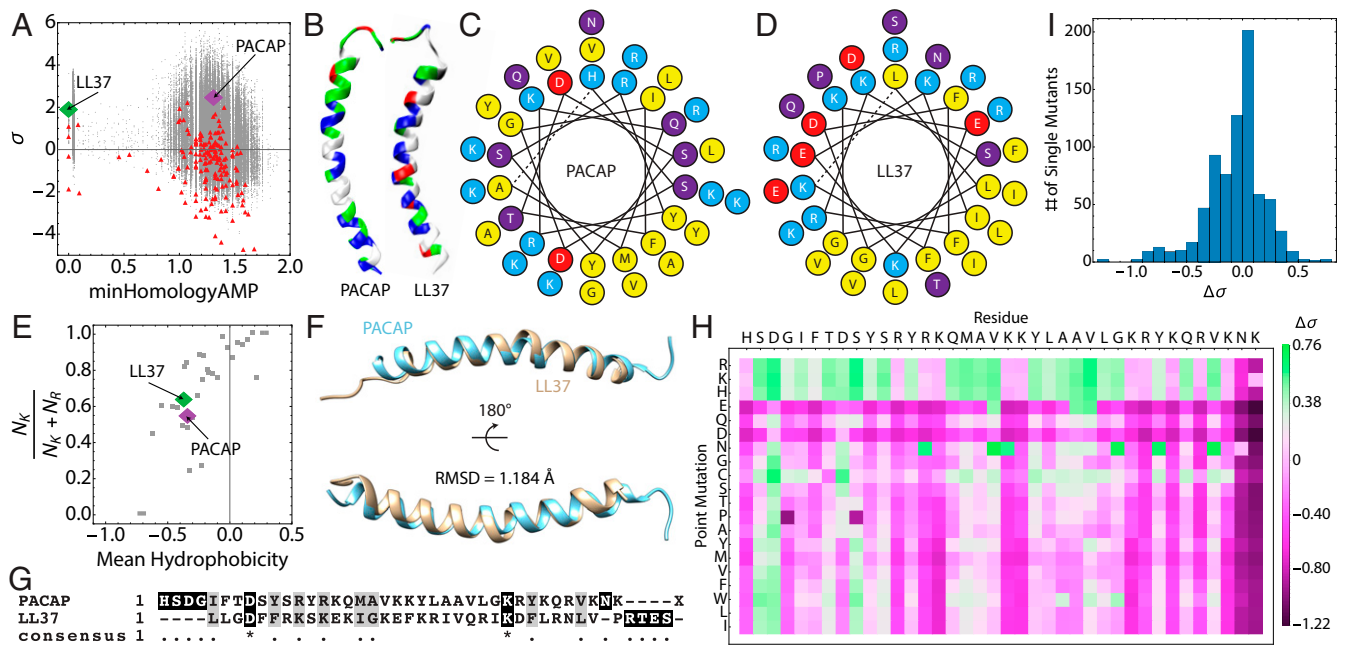 A
σ
6
4
2
0
−2
−4
0.0 0.5 1.0 1.5 2.0
minHomologyAMP
LL37
PACAP
B
PACAP LL37
C
N
V
V H R
Q D R L
K I
Y R
G Q
K S S L
K A S K K
T Y
A R F Y
K D Y M A
K G V
PACAP
D
S
R
D L N
P K K R
Q F
D E R
R E S F
E K L I
R I
K G F L
V G K F I
V L T
LL37
I
# of Single Mutants
200
150
100
50
0
−1.0 −0.5 0.0 0.5
Δσ
E
N_K
N_K + N_R
1.0
0.8
0.6
0.4
0.2
0.0
−1.0 −0.5 0.0 0.5
Mean Hydrophobicity
LL37
PACAP
F
PACAP
LL37
180°
RMSD = 1.184 Å
G
PACAP 1 HSDGIFTDSYSRYRKQMAVKKYLAAVLGKRYKQRVKNK----X
LL37 1 ----LLGDFFRKSKEKIGKEFKRIVQRIKDFLRNLV-PRTES-
consensus 1
H
Residue
H S D G I F T D S Y S R Y R K Q M A V K K Y L A A V L G K R Y K Q R V K N K
Point Mutation
R
K
H
E
Q
D
N
G
C
S
T
P
A
Y
M
V
F
W
L
I
Δσ
0.76
0.38
0
−0.40
−0.80
−1.22